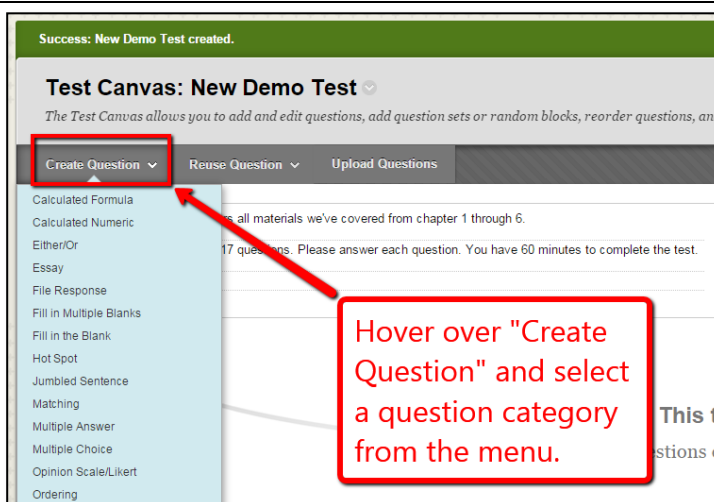 Success: New Demo Test created.
Test Canvas: New Demo Test
The Test Canvas allows you to add and edit questions, add question sets or random blocks, reorder questions, an
Create Question
Reuse Question
Upload Questions
Calculated Formula
Calculated Numeric
Either/Or
Essay
File Response
Fill in Multiple Blanks
Fill in the Blank
Hot Spot
Jumbled Sentence
Matching
Multiple Answer
Multiple Choice
Opinion Scale/Likert
Ordering
all materials we've covered from chapter 1 through 6.
17 questions. Please answer each question. You have 60 minutes to complete the test.
Hover over "Create
Question" and select
a question category
from the menu.
This t
stions